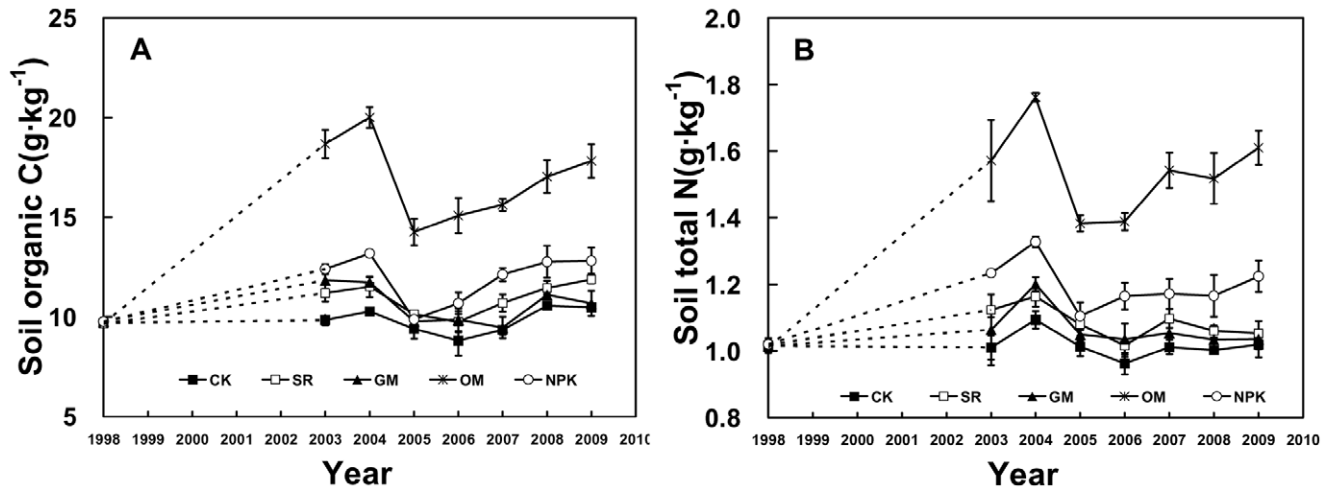 A
Soil organic C(g·kg⁻¹)
25
20
15
10
5
CK SR GM OM NPK
1998 1999 2000 2001 2002 2003 2004 2005 2006 2007 2008 2009 2010
Year
B
Soil total N(g·kg⁻¹)
2.0
1.8
1.6
1.4
1.2
1.0
0.8
CK SR GM OM NPK
1998 1999 2000 2001 2002 2003 2004 2005 2006 2007 2008 2009 2010
Year